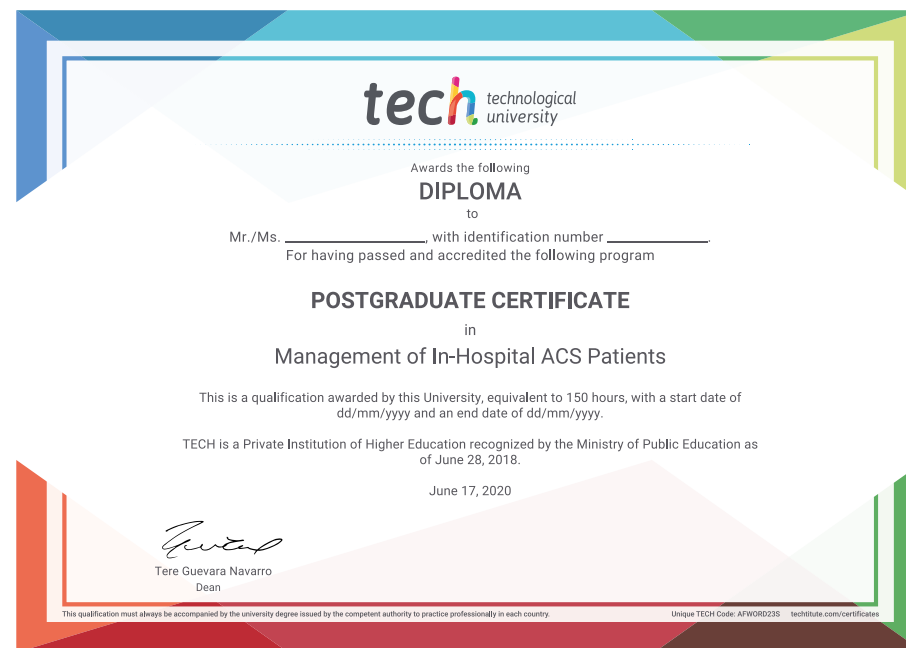 tech technological
university
Awards the following
DIPLOMA
to
Mr./Ms. ____________________, with identification number ______________.
For having passed and accredited the following program
POSTGRADUATE CERTIFICATE
in
Management of In-Hospital ACS Patients
This is a qualification awarded by this University, equivalent to 150 hours, with a start date of
dd/mm/yyyy and an end date of dd/mm/yyyy.
TECH is a Private Institution of Higher Education recognized by the Ministry of Public Education as
of June 28, 2018.
June 17, 2020
Tere Guevara Navarro
Dean
This qualification must always be accompanied by the university degree issued by the competent authority to practice professionally in each country.
Unique TECH Code: AFWORD23S techtitute.com/certificates